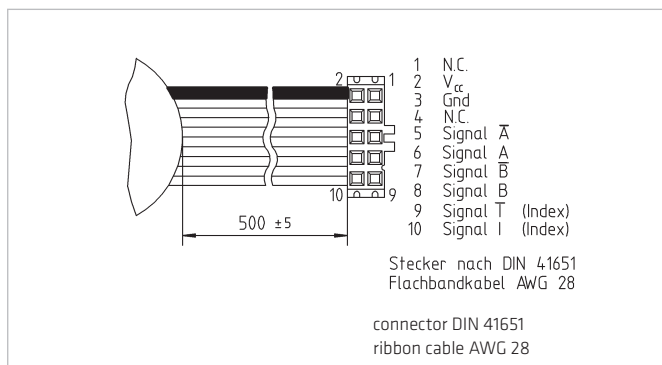 2 1
10 9
500 ±5
1 N.C.
2 Vcc
3 Gnd
4 N.C.
5 Signal A̅
6 Signal A
7 Signal B̅
8 Signal B
9 Signal I̅ (Index)
10 Signal I (Index)
Stecker nach DIN 41651
Flachbandkabel AWG 28
connector DIN 41651
ribbon cable AWG 28